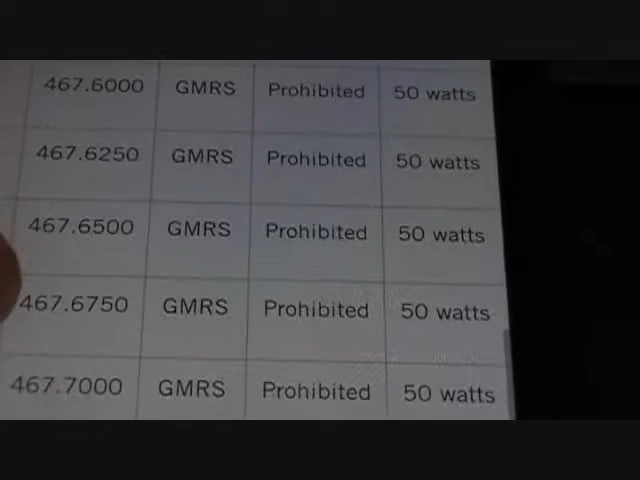 467.6000 GMRS Prohibited 50 watts
467.6250 GMRS Prohibited 50 watts
467.6500 GMRS Prohibited 50 watts
467.6750 GMRS Prohibited 50 watts
467.7000 GMRS Prohibited 50 watts